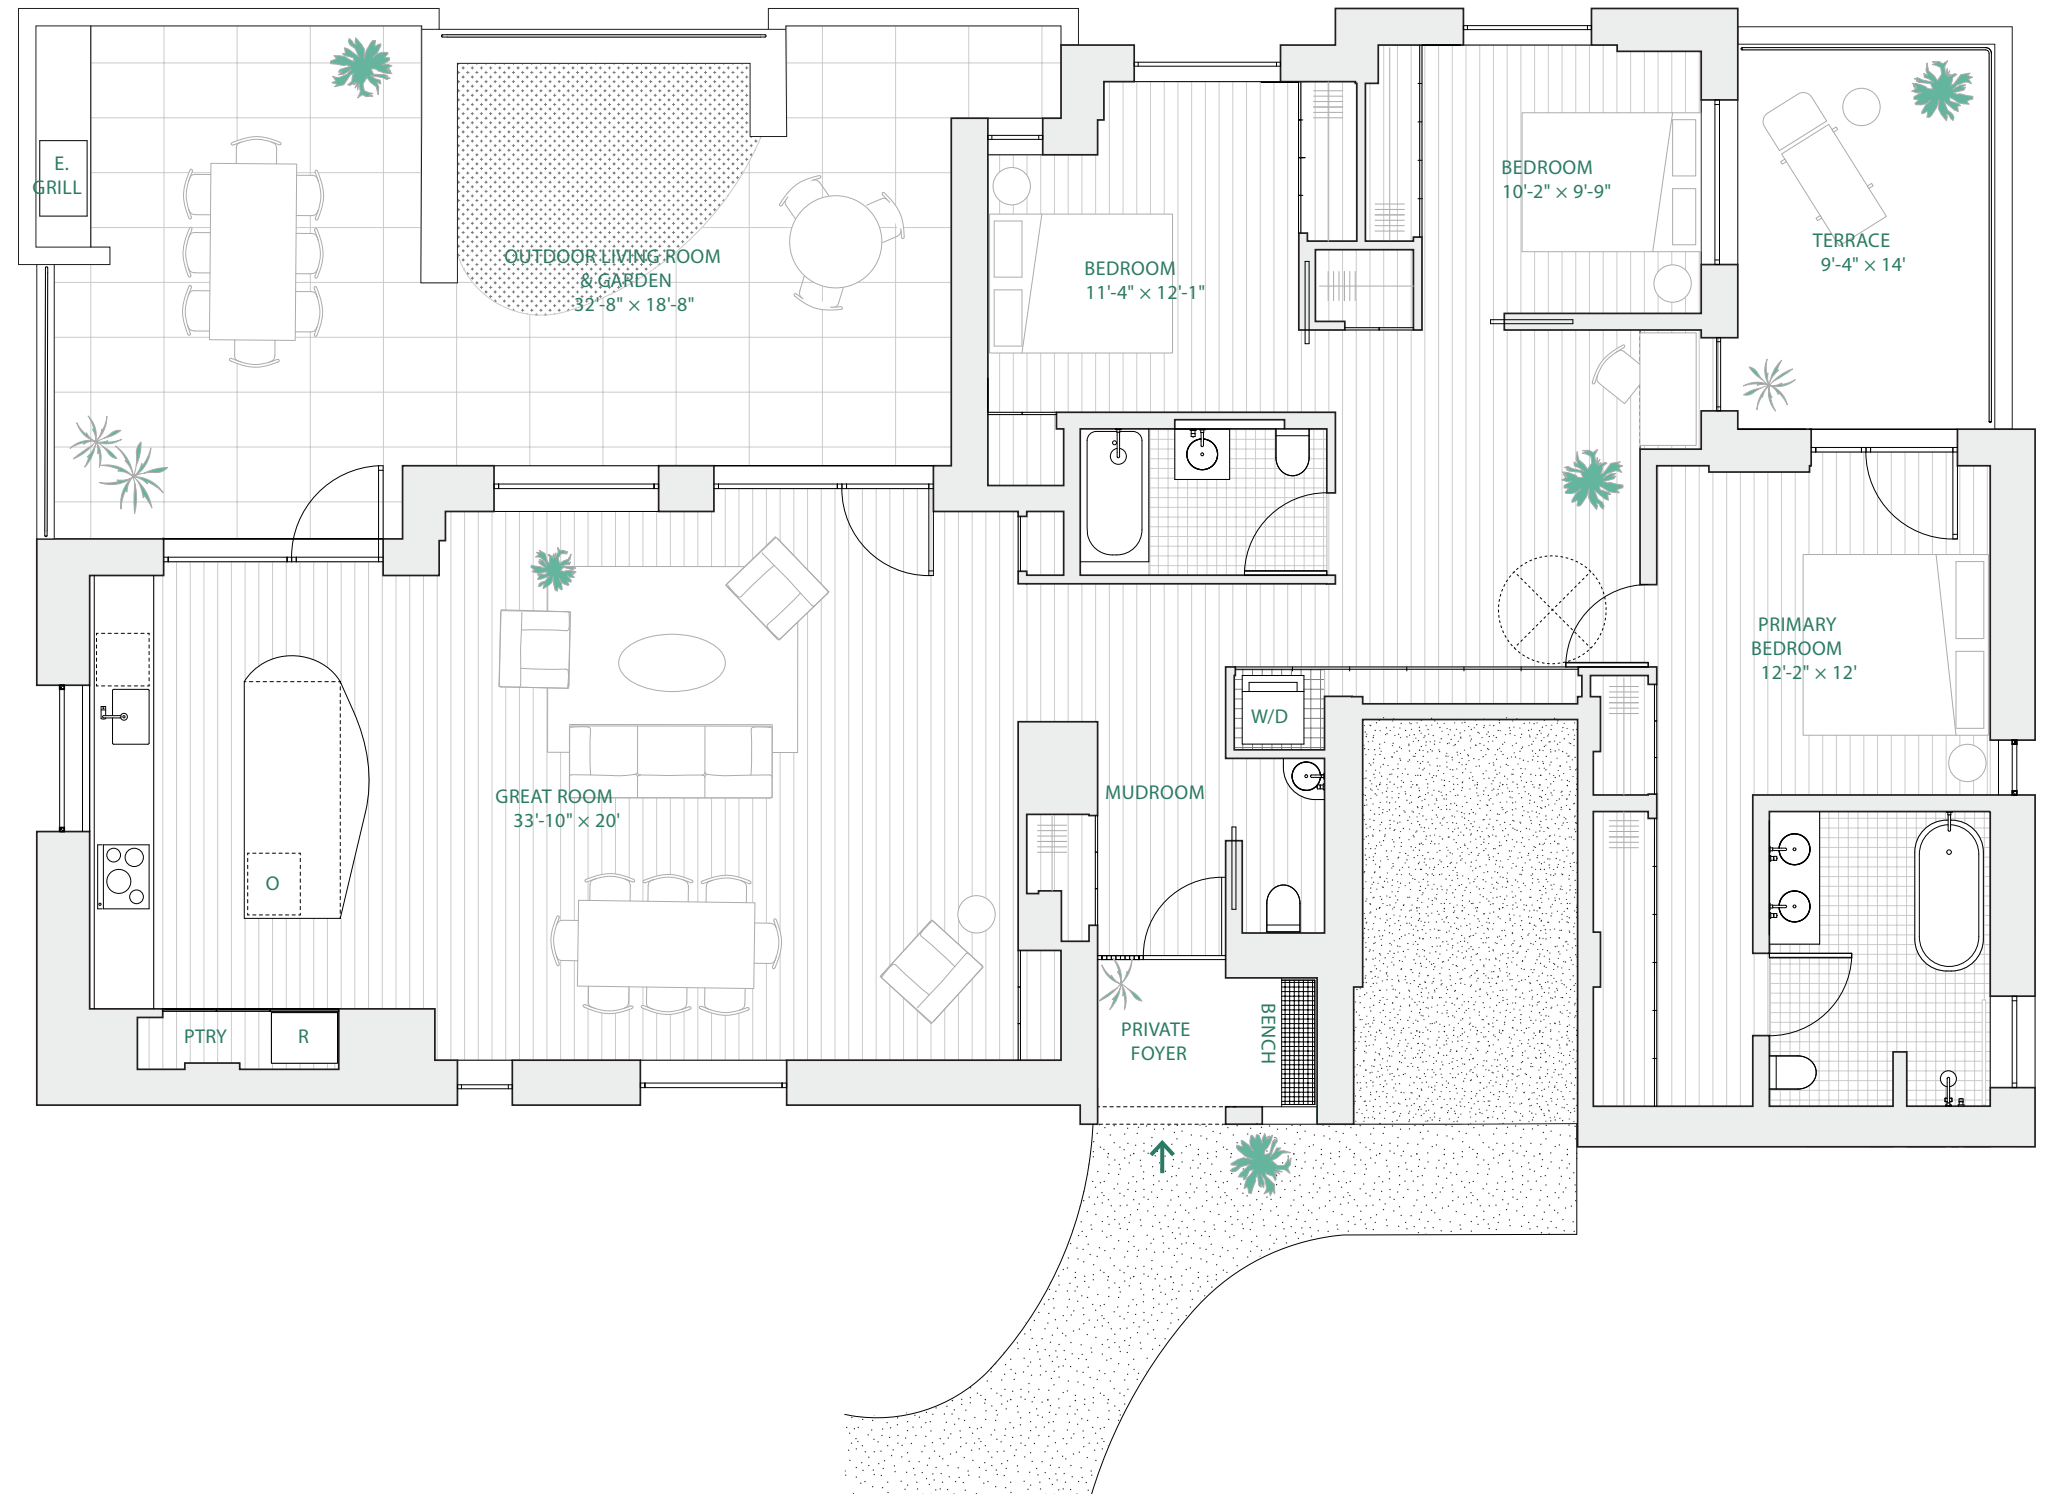 E.
GRILL
OUTDOOR LIVING ROOM
& GARDEN
32'-8" × 18'-8"
BEDROOM
11'-4" × 12'-1"
BEDROOM
10'-2" × 9'-9"
TERRACE
9'-4" × 14'
PRIMARY
BEDROOM
12'-2" × 12'
W/D
MUDROOM
GREAT ROOM
33'-10" × 20'
O
PTRY
R
PRIVATE
FOYER
BENCH